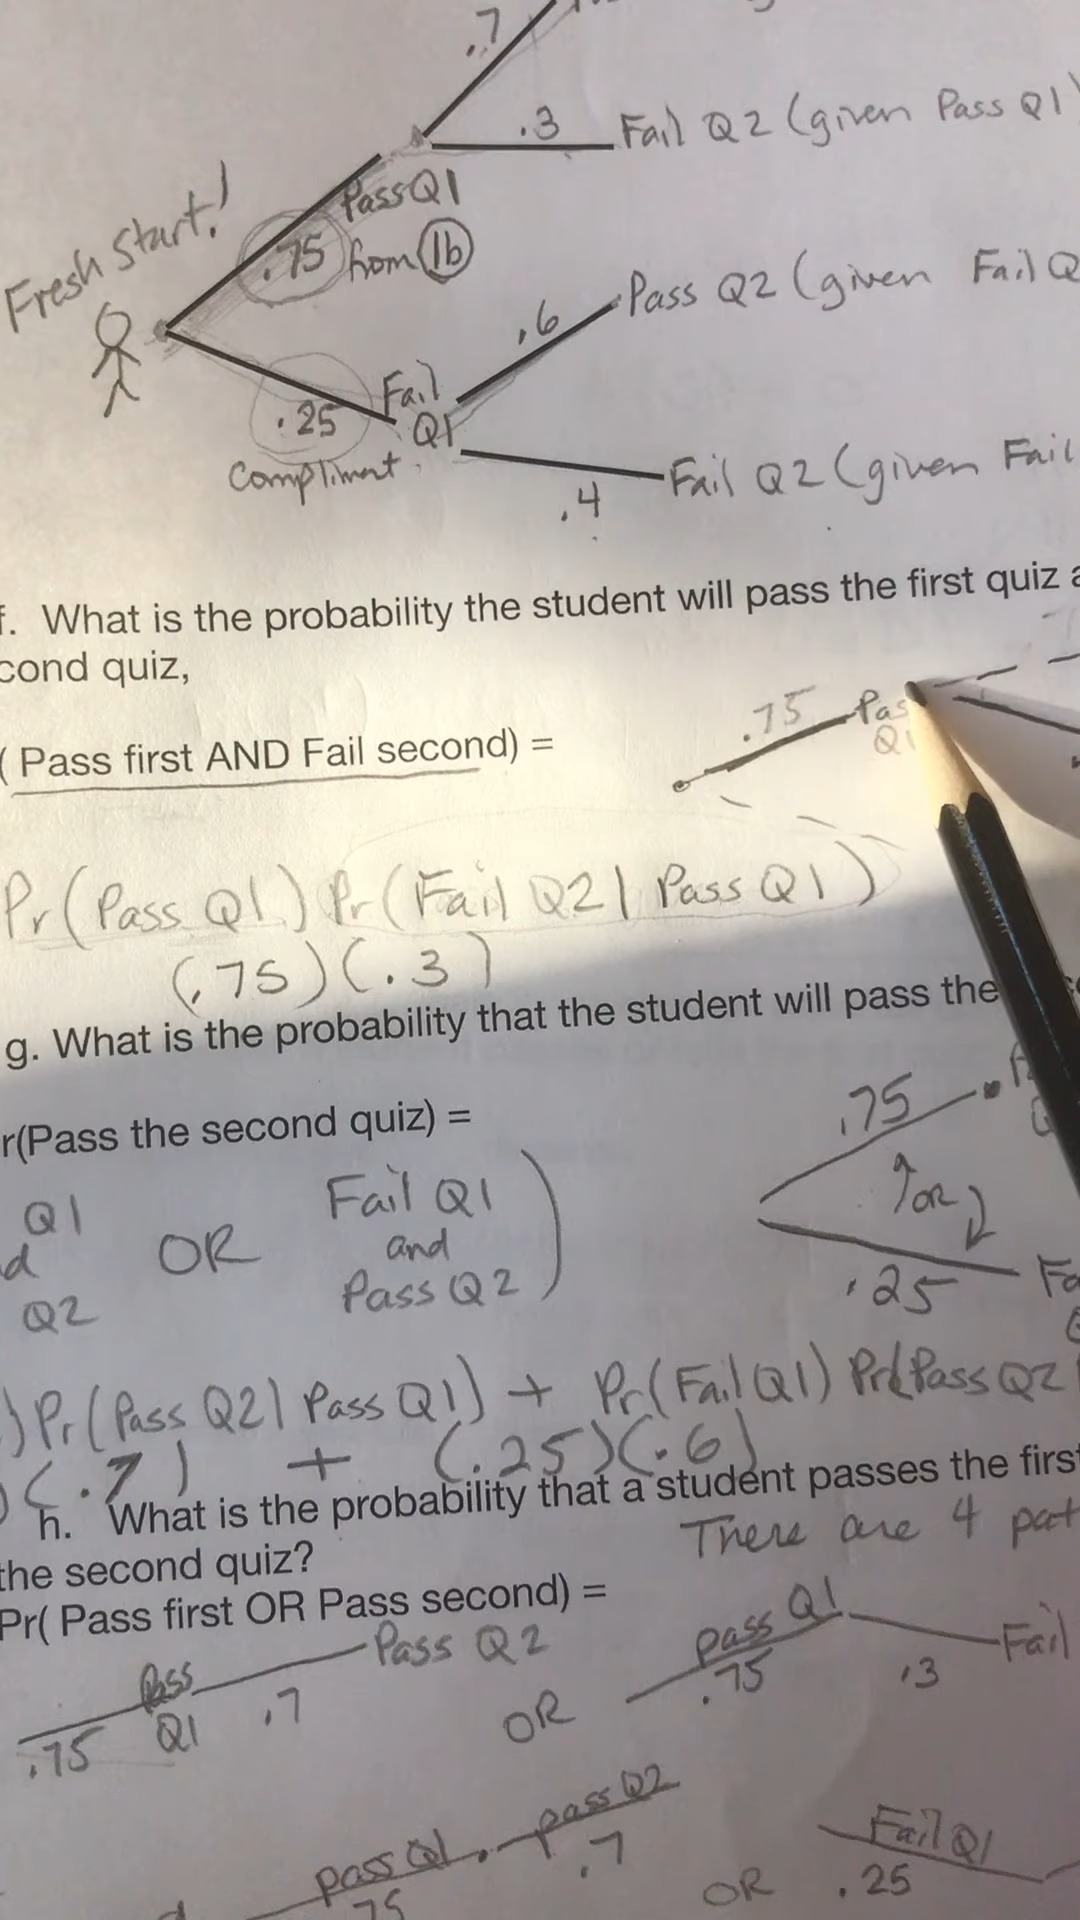 .7
.3 Fail Q2 (given Pass Q1)
Fresh Start!
Pass Q1
.75 from 1b
.6 Pass Q2 (given Fail Q
Fail
Q1
.25
Compliment
.4 Fail Q2 (given Fail
f. What is the probability the student will pass the first quiz a
cond quiz,
.75 Pas
Q1
( Pass first AND Fail second) =
Pr(Pass Q1) Pr(Fail Q2 | Pass Q1)
(.75)(.3)
g. What is the probability that the student will pass the
.75
r(Pass the second quiz) =
Q1 OR Fail Q1
d and
Q2 Pass Q2)
OR
.25 Fa
)Pr(Pass Q2 | Pass Q1) + Pr(Fail Q1) Pr(Pass Q2
)(.7) + (.25)(.6)
h. What is the probability that a student passes the first
There are 4 pat
the second quiz?
Pr( Pass first OR Pass second) =
Pass Q1 Pass Q2
.75 .7
OR
pass Q1 Fail
.75 .3
pass Q1 pass Q2
.75 .7
OR
Fail Q1
.25